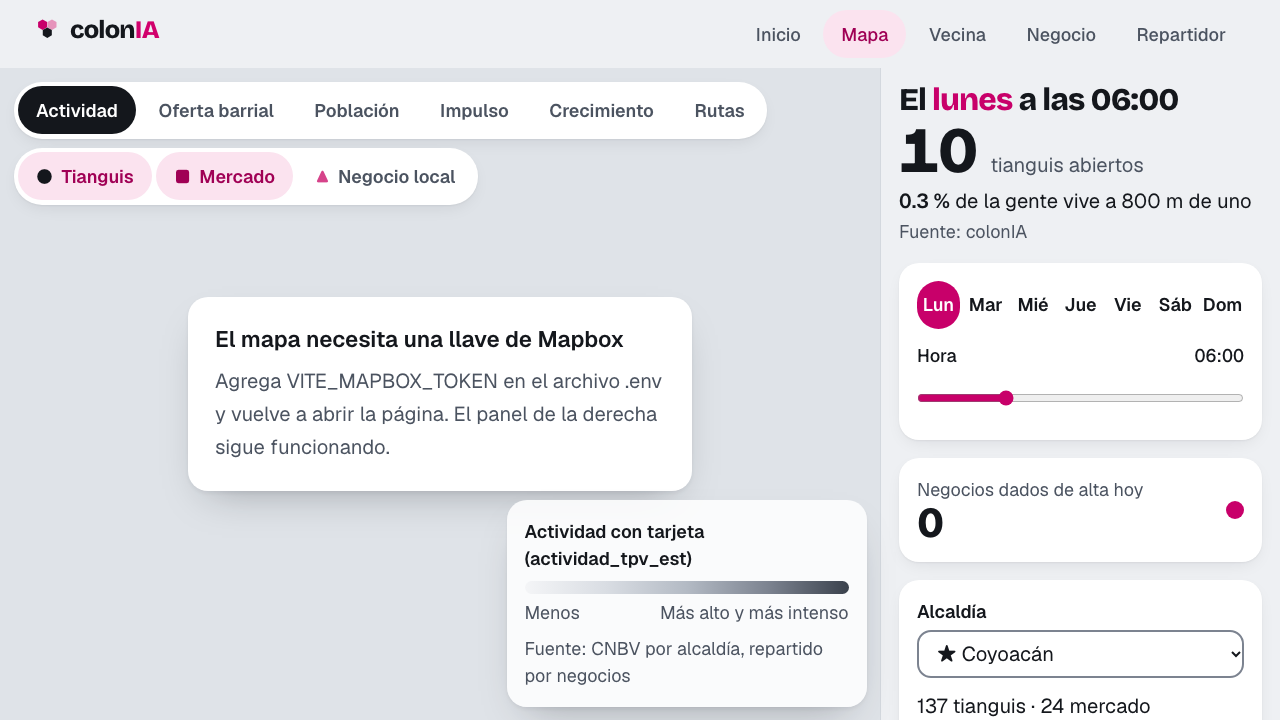 colonIA
Inicio
Mapa
Vecina
Negocio
Repartidor
Actividad
Oferta barrial
Población
Impulso
Crecimiento
Rutas
Tianguis
Mercado
Negocio local
El mapa necesita una llave de Mapbox
Agrega VITE_MAPBOX_TOKEN en el archivo .env
y vuelve a abrir la página. El panel de la derecha
sigue funcionando.
Actividad con tarjeta
(actividad_tpv_est)
Menos
Más alto y más intenso
Fuente: CNBV por alcaldía, repartido
por negocios
El lunes a las 06:00
10 tianguis abiertos
0.3 % de la gente vive a 800 m de uno
Fuente: colonIA
Lun
Mar
Mié
Jue
Vie
Sáb
Dom
Hora
06:00
Negocios dados de alta hoy
0
Alcaldía
★ Coyoacán
137 tianguis · 24 mercado